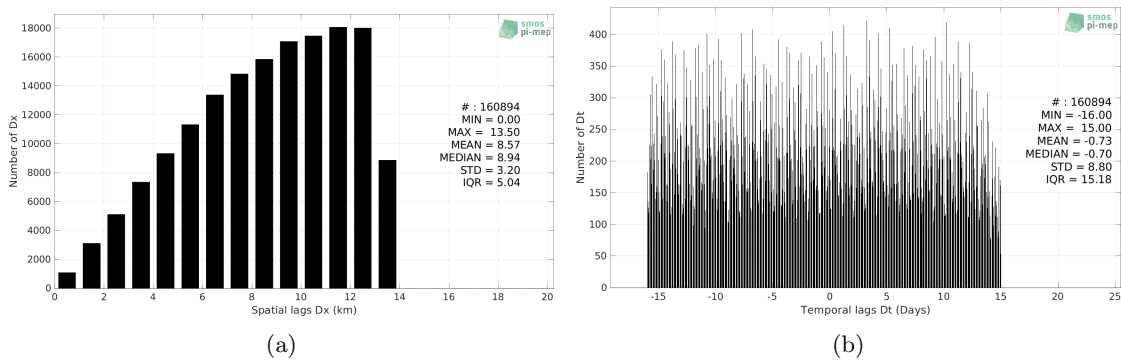 18000
16000
14000
12000
10000
8000
6000
4000
2000
0
Number of Dx
0 2 4 6 8 10 12 14 16 18 20
Spatial lags Dx (km)
smos
pi-mep
# : 160894
MIN = 0.00
MAX = 13.50
MEAN = 8.57
MEDIAN = 8.94
STD = 3.20
IQR = 5.04
(a)
400
350
300
250
200
150
100
50
0
Number of Dt
-15 -10 -5 0 5 10 15 20 25
Temporal lags Dt (Days)
smos
pi-mep
# : 160894
MIN = -16.00
MAX = 15.00
MEAN = -0.73
MEDIAN = -0.70
STD = 8.80
IQR = 15.18
(b)